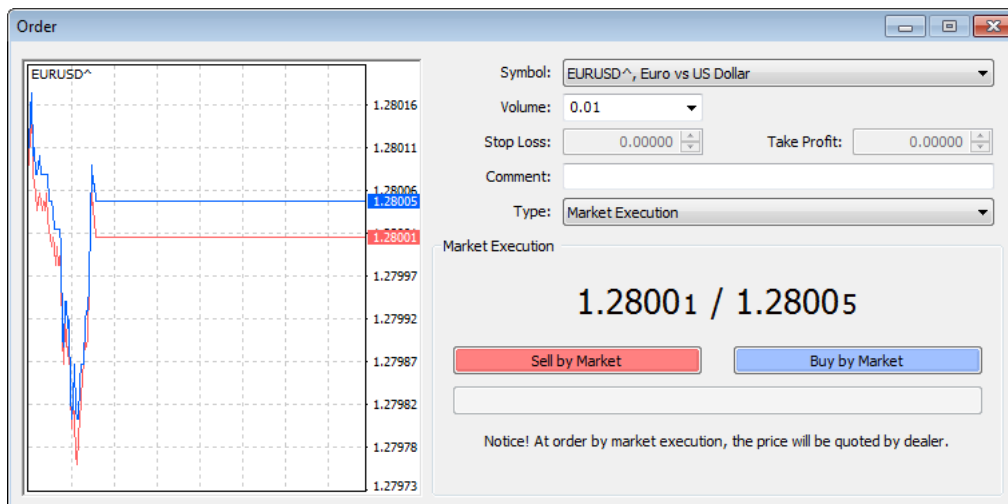 Order
EURUSD^
1.28016
1.28011
1.28006
1.28005
1.28001
1.27997
1.27992
1.27987
1.27982
1.27978
1.27973
Symbol: EURUSD^, Euro vs US Dollar
Volume: 0.01
Stop Loss: 0.00000 Take Profit: 0.00000
Comment:
Type: Market Execution
Market Execution
1.28001 / 1.28005
Sell by Market Buy by Market
Notice! At order by market execution, the price will be quoted by dealer.